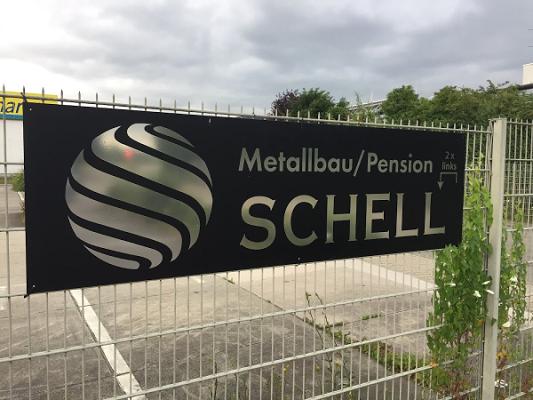 Metallbau/Pension
2x
links
SCHELL